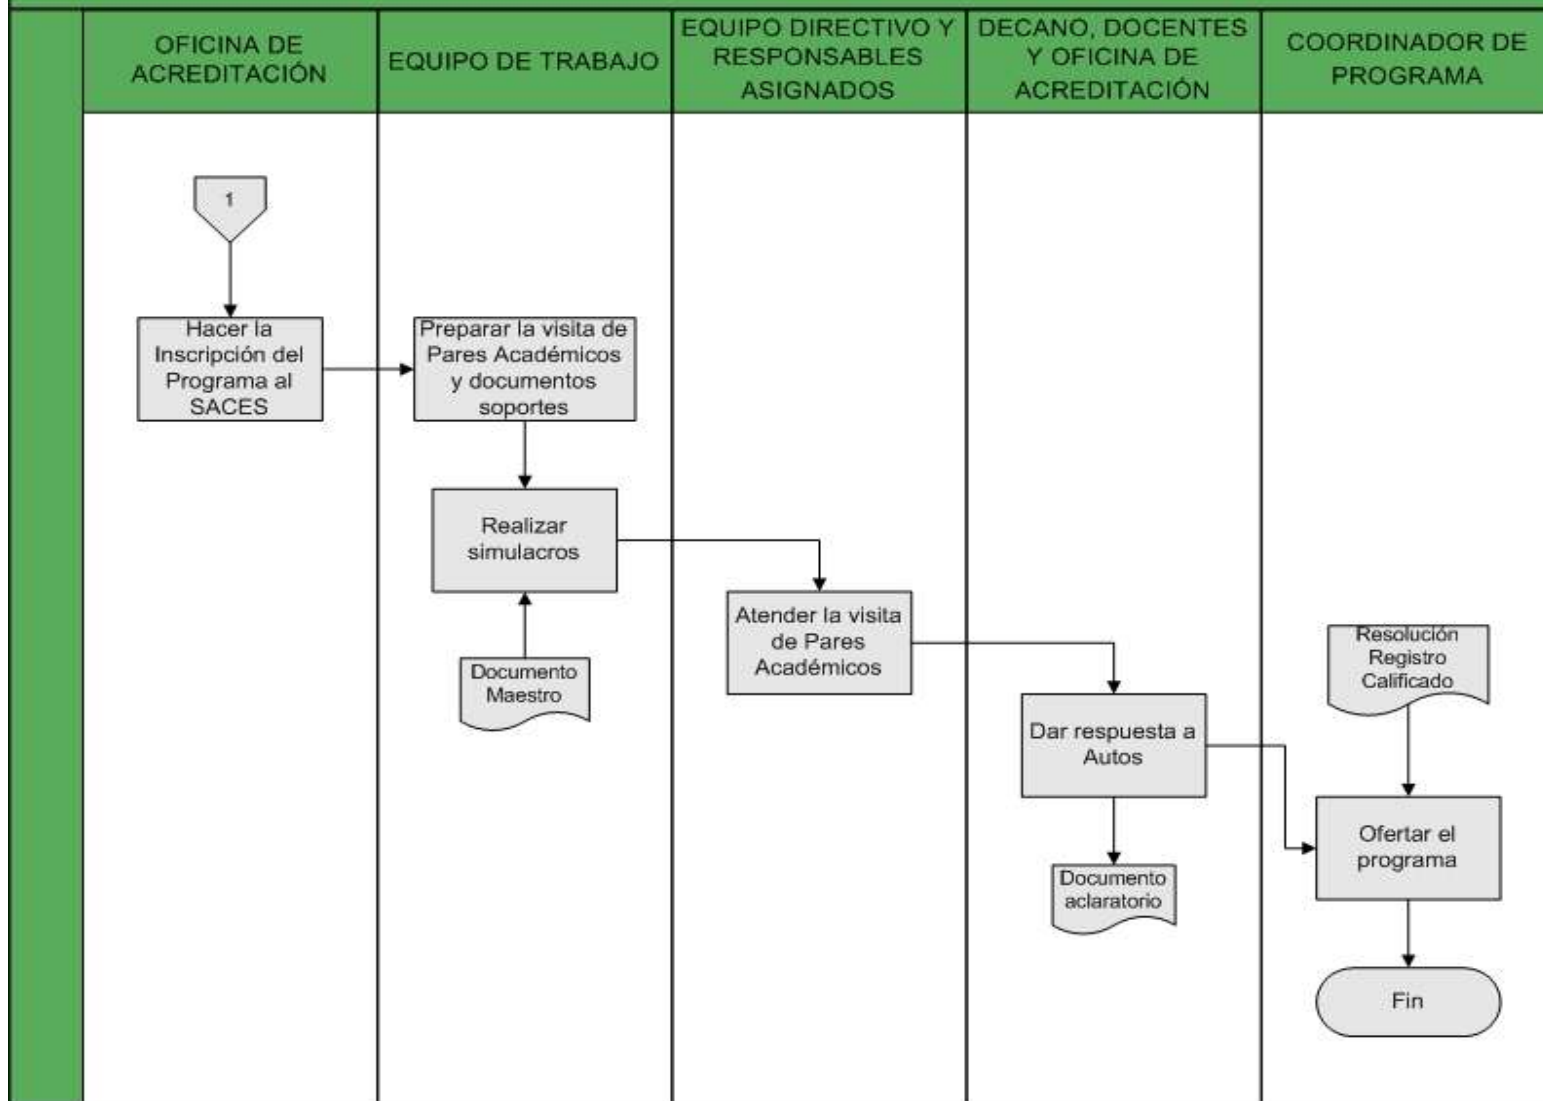 OFICINA DE
ACREDITACIÓN
EQUIPO DE TRABAJO
EQUIPO DIRECTIVO Y
RESPONSABLES
ASIGNADOS
DECANO, DOCENTES
Y OFICINA DE
ACREDITACIÓN
COORDINADOR DE
PROGRAMA
1
Hacer la
Inscripción del
Programa al
SACES
Preparar la visita de
Pares Académicos
y documentos
soportes
Realizar
simulacros
Documento
Maestro
Atender la visita
de Pares
Académicos
Dar respuesta a
Autos
Documento
aclaratorio
Resolución
Registro
Calificado
Ofertar el
programa
Fin